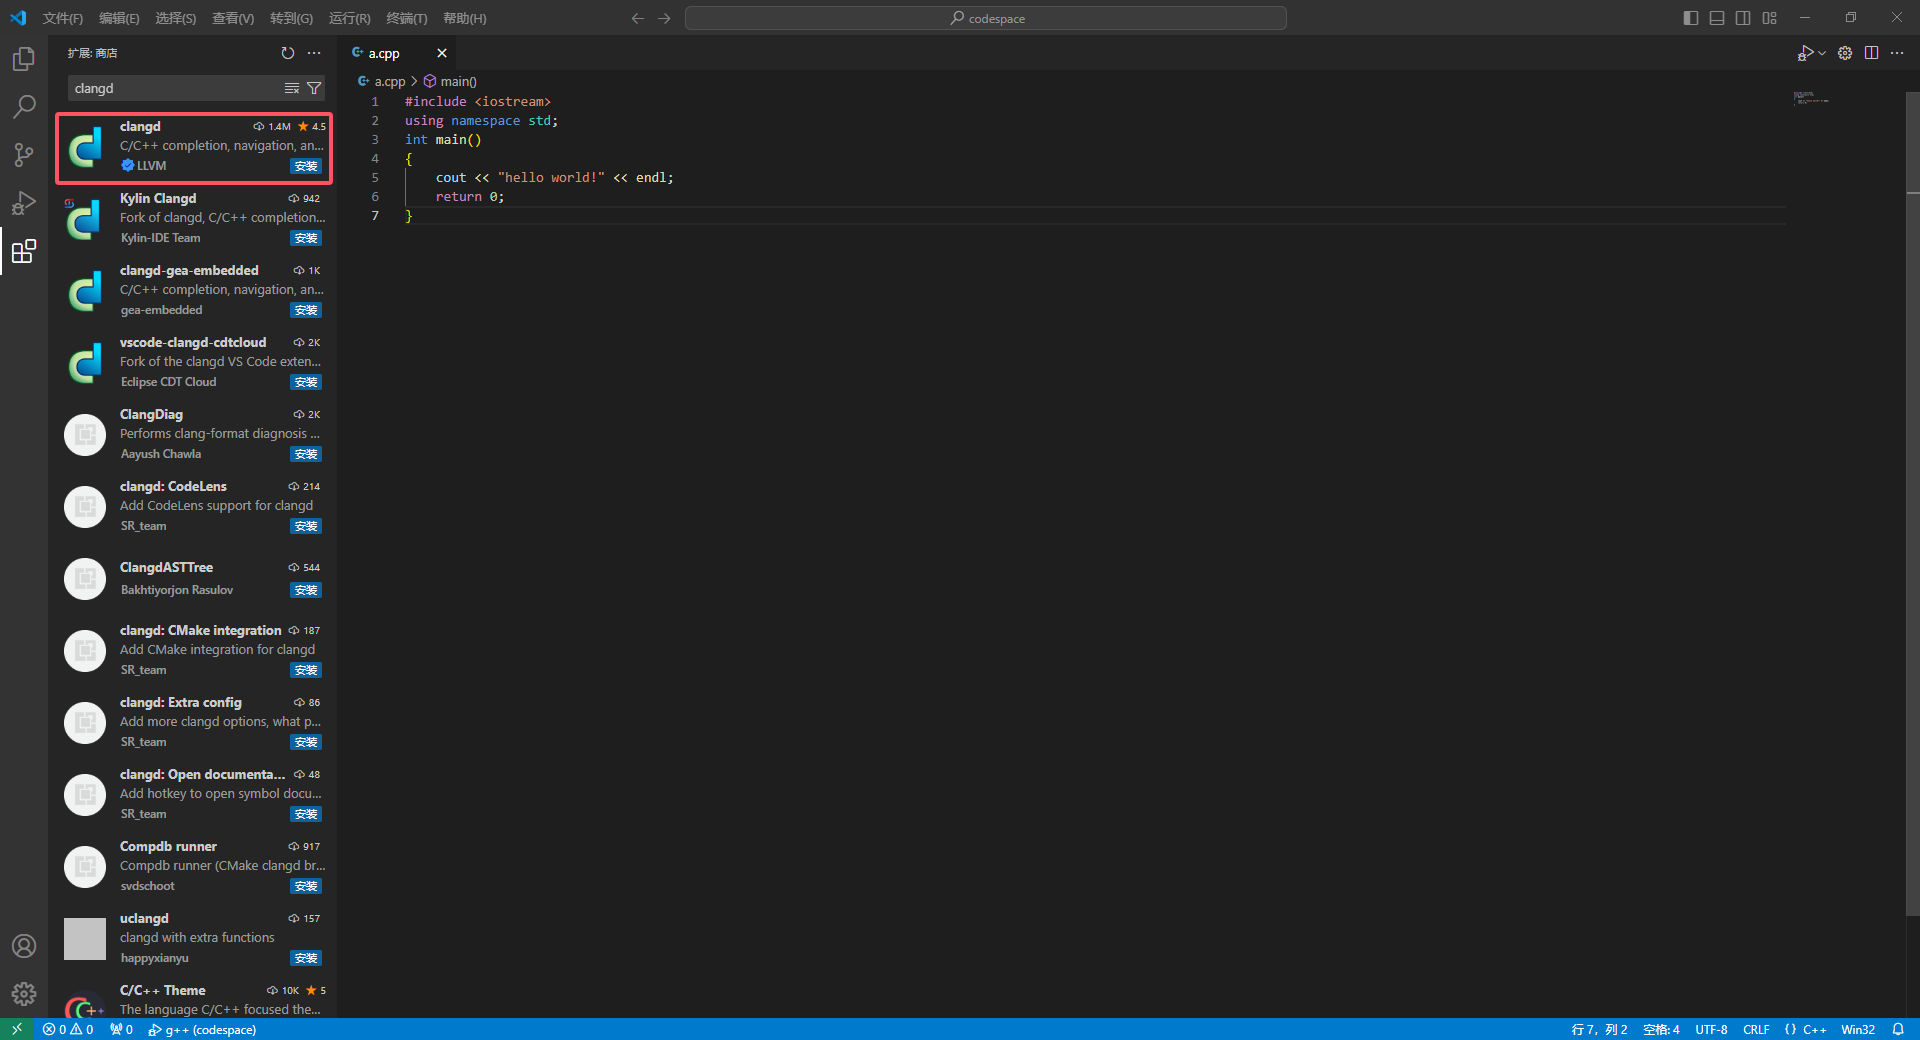 文件(F) 编辑(E) 选择(S) 查看(V) 转到(G) 运行(R) 终端(T) 帮助(H)
codespace
扩展: 商店
clangd
clangd 1.4M 4.5
C/C++ completion, navigation, an...
LLVM 安装
Kylin Clangd 942
Fork of clangd, C/C++ completion...
Kylin-IDE Team 安装
clangd-gea-embedded 1K
C/C++ completion, navigation, an...
gea-embedded 安装
vscode-clangd-cdtcloud 2K
Fork of the clangd VS Code exten...
Eclipse CDT Cloud 安装
ClangDiag 2K
Performs clang-format diagnosis ...
Aayush Chawla 安装
clangd: CodeLens 214
Add CodeLens support for clangd
SR_team 安装
ClangdASTTree 544
Bakhtiyorjon Rasulov 安装
clangd: CMake integration 187
Add CMake integration for clangd
SR_team 安装
clangd: Extra config 86
Add more clangd options, what p...
SR_team 安装
clangd: Open documenta... 48
Add hotkey to open symbol docu...
SR_team 安装
Compdb runner 917
Compdb runner (CMake clangd br...
svdschoot 安装
uclangd 157
clangd with extra functions
happyxianyu 安装
C/C++ Theme 10K 5
The language C/C++ focused the...
a.cpp
a.cpp > main()
1 #include <iostream>
2 using namespace std;
3 int main()
4 {
5 cout << "hello world!" << endl;
6 return 0;
7 }
0 0 0 g++ (codespace)
行 7，列 2 空格: 4 UTF-8 CRLF {} C++ Win32